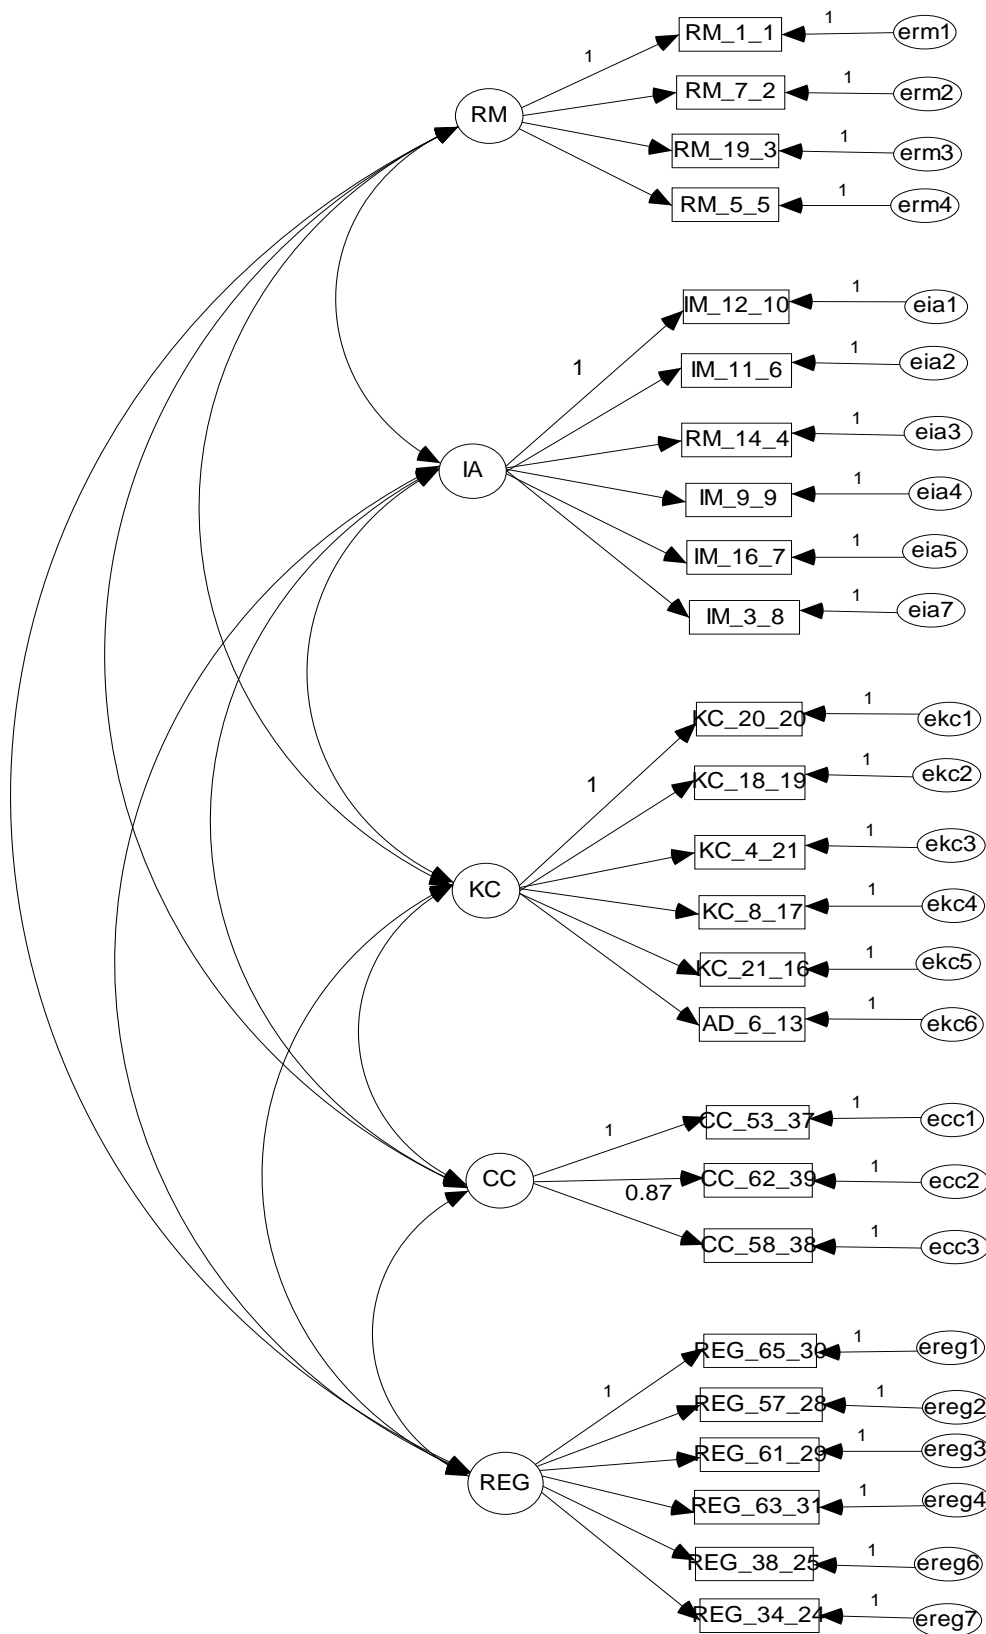 1 RM_1_1 1 erm1
RM_7_2 1 erm2
RM
RM_19_3 1 erm3
RM_5_5 1 erm4
IM_12_10 1 eia1
1 IM_11_6 1 eia2
RM_14_4 1 eia3
IA
IM_9_9 1 eia4
IM_16_7 1 eia5
IM_3_8 1 eia7
KC_20_20 1 ekc1
1 KC_18_19 1 ekc2
KC_4_21 1 ekc3
KC
KC_8_17 1 ekc4
KC_21_16 1 ekc5
AD_6_13 1 ekc6
1 CC_53_37 1 ecc1
CC
0.87 CC_62_39 1 ecc2
CC_58_38 1 ecc3
REG_65_30 1 ereg1
1 REG_57_28 1 ereg2
REG_61_29 1 ereg3
REG
REG_63_31 1 ereg4
REG_38_25 1 ereg6
REG_34_24 1 ereg7